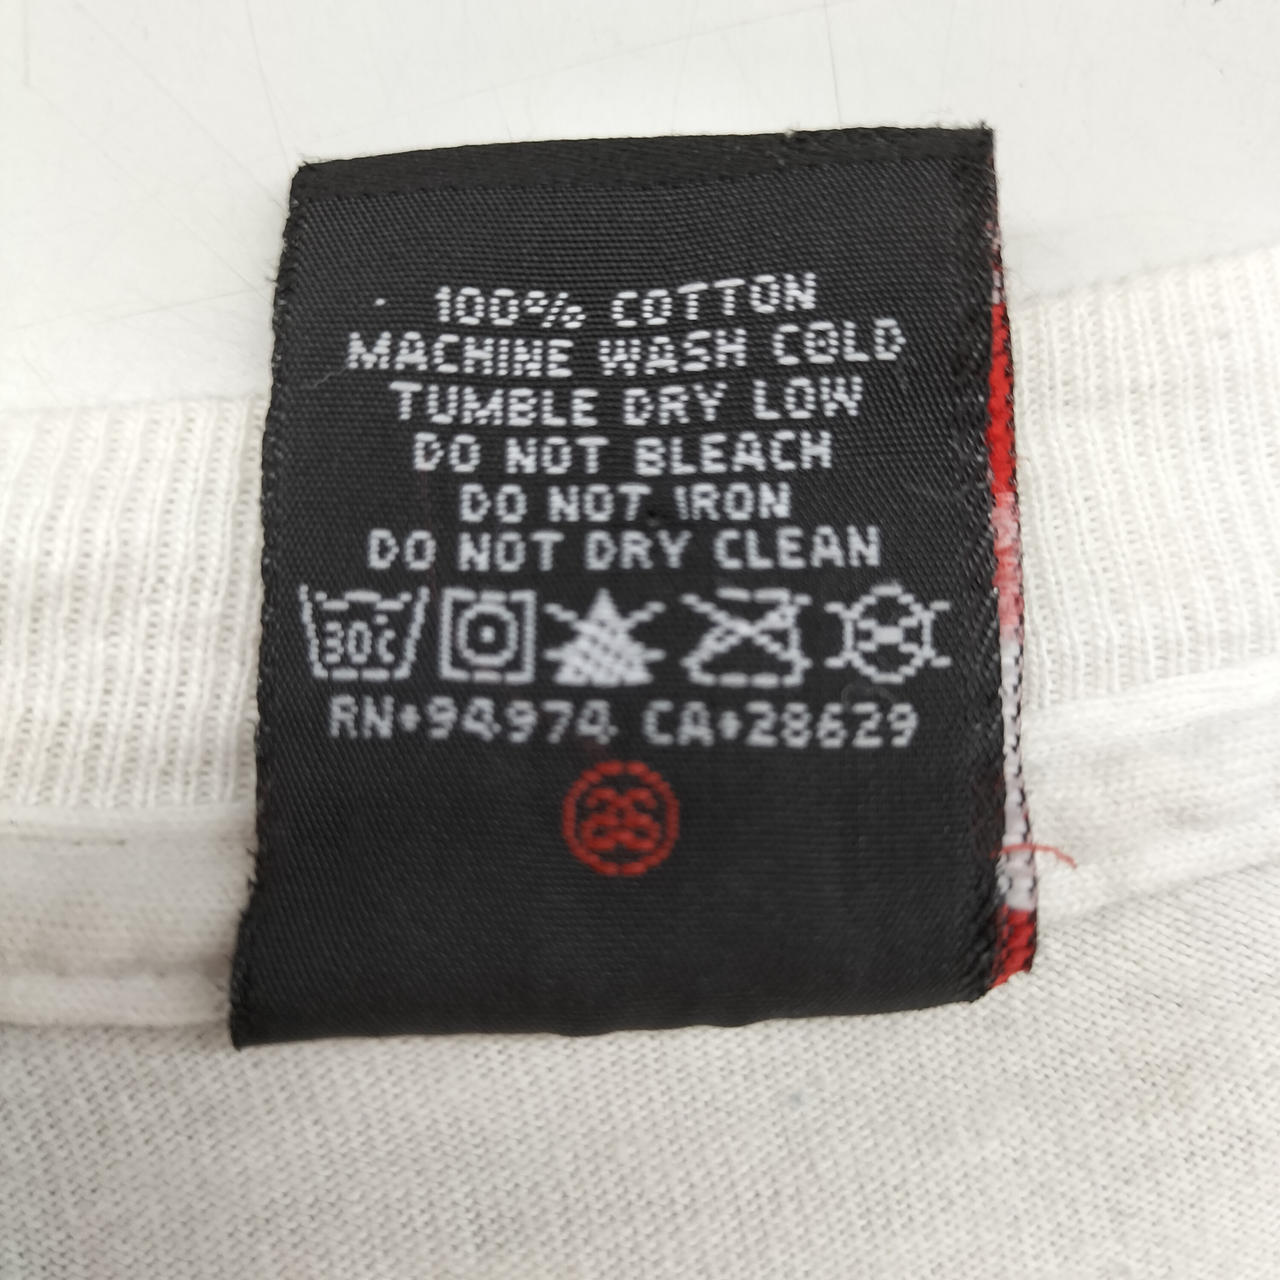 100% COTTON
MACHINE WASH COLD
TUMBLE DRY LOW
DO NOT BLEACH
DO NOT IRON
DO NOT DRY CLEAN
30c
RN+94974 CA+28629